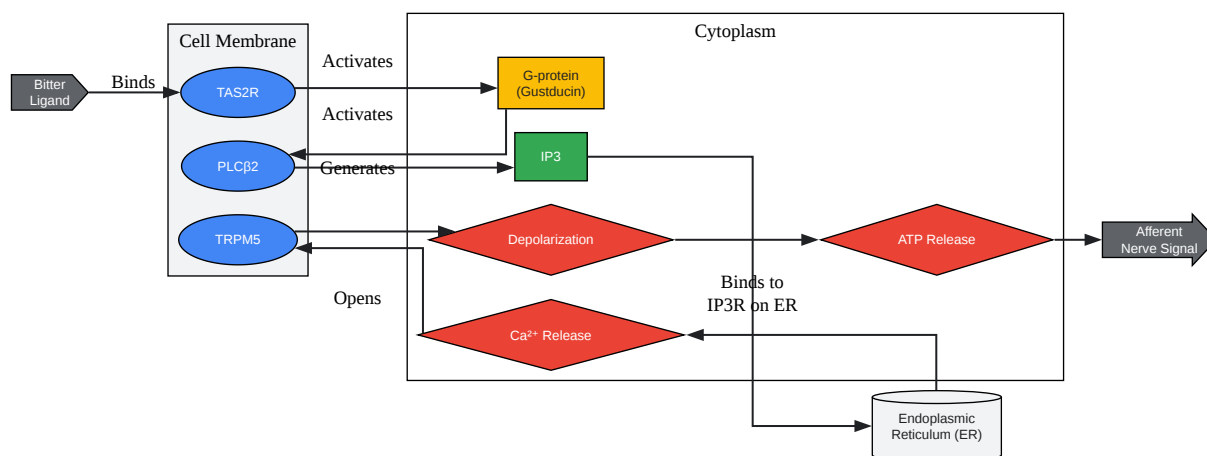 Cell Membrane
Cytoplasm
Bitter
Ligand
Binds
TAS2R
Activates
G-protein
(Gustducin)
Activates
PLCβ2
Generates
IP3
TRPM5
Depolarization
ATP Release
Afferent
Nerve Signal
Opens
Binds to
IP3R on ER
Ca²⁺ Release
Endoplasmic
Reticulum (ER)